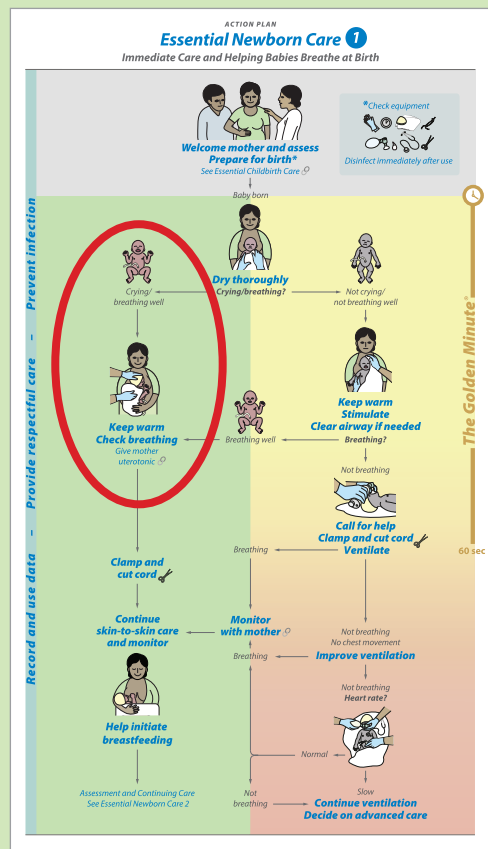 ACTION PLAN
Essential Newborn Care 1
Immediate Care and Helping Babies Breathe at Birth
*Check equipment
Disinfect immediately after use
Welcome mother and assess
Prepare for birth*
See Essential Childbirth Care
Baby born
Dry thoroughly
Crying/breathing?
Crying/
breathing well
Not crying/
not breathing well
Keep warm
Check breathing
Give mother
uterotonic
Breathing well
Keep warm
Stimulate
Clear airway if needed
Breathing?
Not breathing
Call for help
Clamp and cut cord
Ventilate
Breathing
Clamp and
cut cord
Continue
skin-to-skin care
and monitor
Monitor
with mother
Not breathing
No chest movement
Breathing
Improve ventilation
Not breathing
Heart rate?
Help initiate
breastfeeding
Normal
Assessment and Continuing Care
See Essential Newborn Care 2
Not
breathing
Slow
Continue ventilation
Decide on advanced care
Record and use data – Provide respectful care – Prevent infection
The Golden Minute®
60 sec